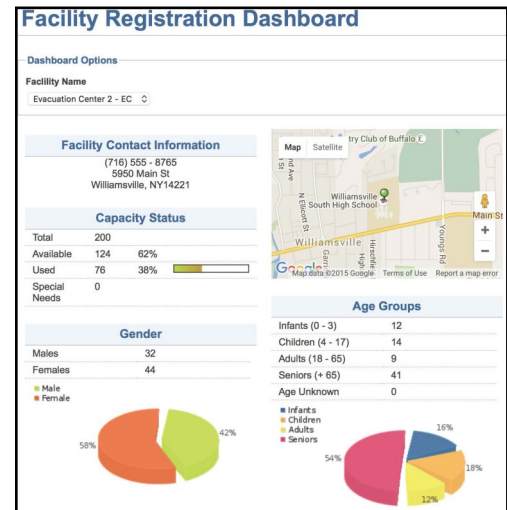 Facility Registration Dashboard
Dashboard Options
Faclility Name
Evacuation Center 2 - EC
Facility Contact Information
(716) 555 - 8765
5950 Main St
Williamsville, NY14221
Capacity Status
Total 200
Available 124 62%
Used 76 38%
Special
Needs 0
Gender
Males 32
Females 44
Male
Female
58%
42%
Map Satellite
try Club of Buffalo
N Ellicott St
Williamsville
South High School
Main St
Williamsville
Youngs Rd
Google
Map data ©2015 Google Terms of Use Report a map error
Age Groups
Infants (0 - 3) 12
Children (4 - 17) 14
Adults (18 - 65) 9
Seniors (+ 65) 41
Age Unknown 0
Infants
Children
Adults
Seniors
16%
54%
18%
12%